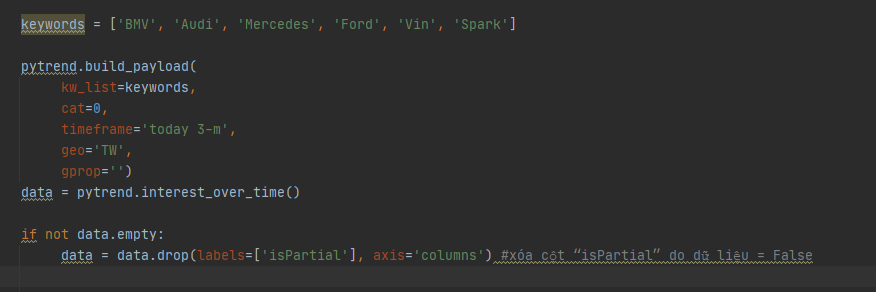 keywords = ['BMV', 'Audi', 'Mercedes', 'Ford', 'Vin', 'Spark']
pytrend.build_payload(
kw_list=keywords,
cat=0,
timeframe='today 3-m',
geo='TW',
gprop='')
data = pytrend.interest_over_time()
if not data.empty:
data = data.drop(labels=['isPartial'], axis='columns') #xóa cột “isPartial” do dữ liệu = False